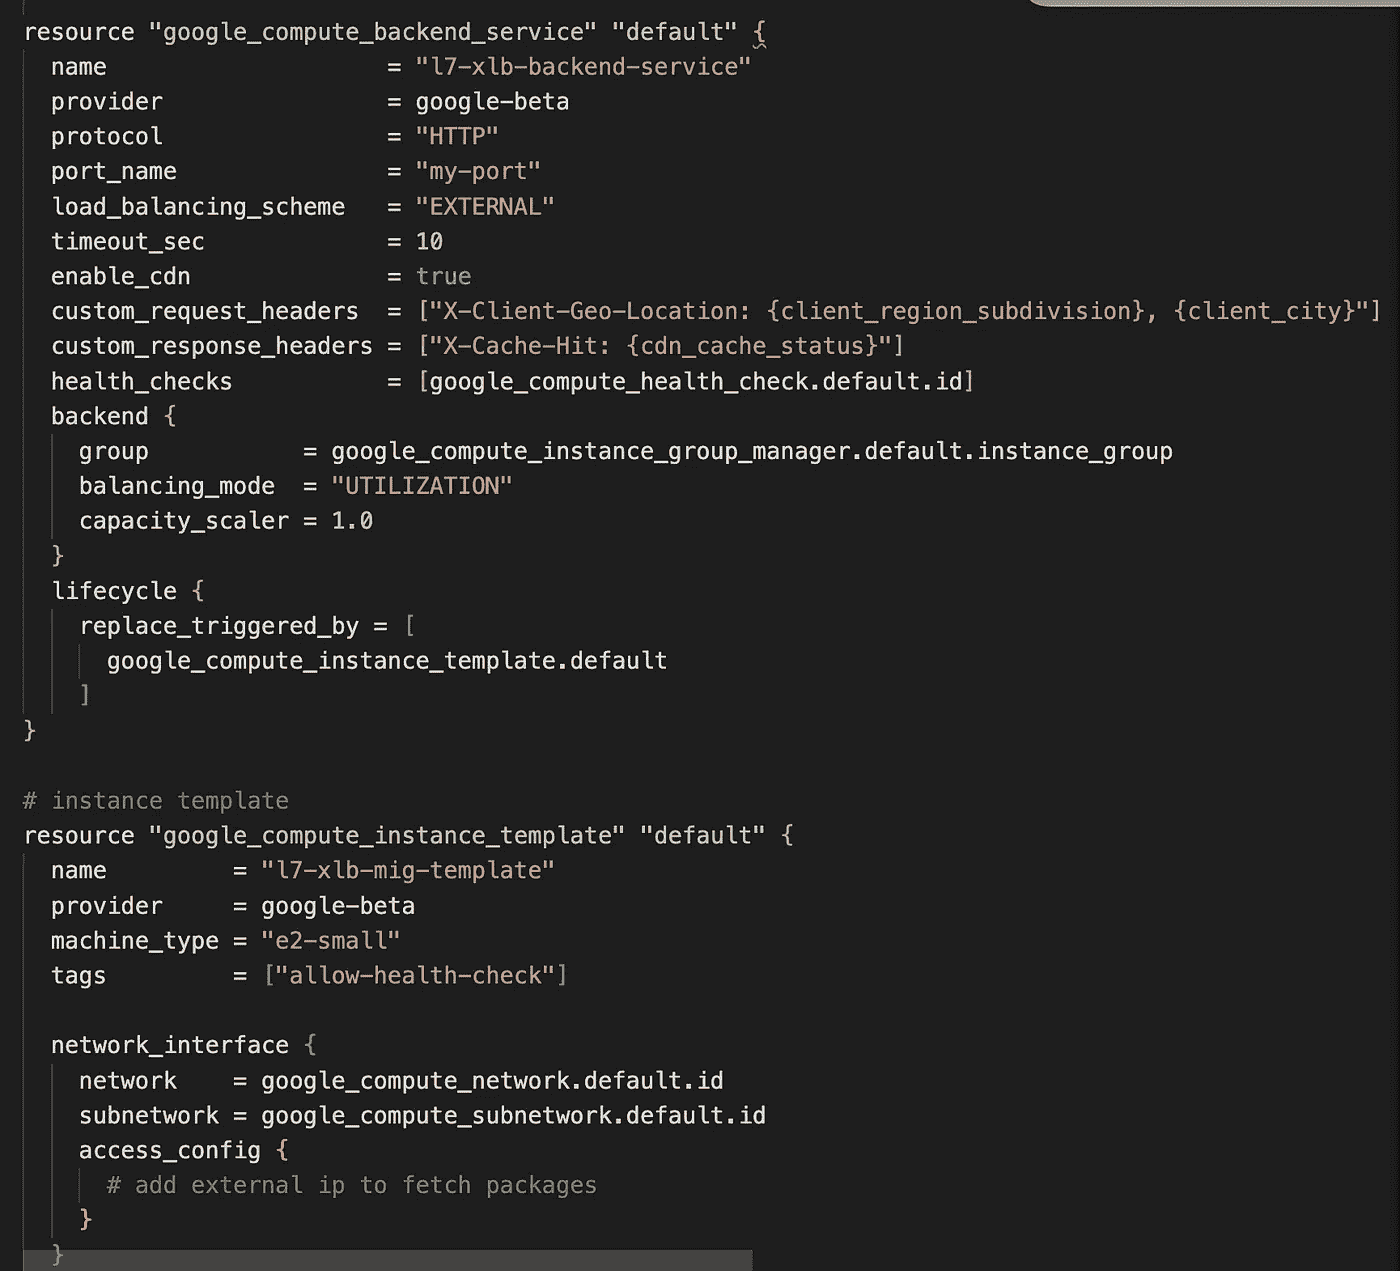 resource "google_compute_backend_service" "default" {
  name                    = "l7-xlb-backend-service"
  provider                = google-beta
  protocol                = "HTTP"
  port_name               = "my-port"
  load_balancing_scheme   = "EXTERNAL"
  timeout_sec             = 10
  enable_cdn              = true
  custom_request_headers  = ["X-Client-Geo-Location: {client_region_subdivision}, {client_city}"]
  custom_response_headers = ["X-Cache-Hit: {cdn_cache_status}"]
  health_checks           = [google_compute_health_check.default.id]
  backend {
    group           = google_compute_instance_group_manager.default.instance_group
    balancing_mode  = "UTILIZATION"
    capacity_scaler = 1.0
  }
  lifecycle {
    replace_triggered_by = [
      google_compute_instance_template.default
    ]
}

# instance template
resource "google_compute_instance_template" "default" {
  name         = "l7-xlb-mig-template"
  provider     = google-beta
  machine_type = "e2-small"
  tags         = ["allow-health-check"]

  network_interface {
    network    = google_compute_network.default.id
    subnetwork = google_compute_subnetwork.default.id
    access_config {
      # add external ip to fetch packages
    }
  }